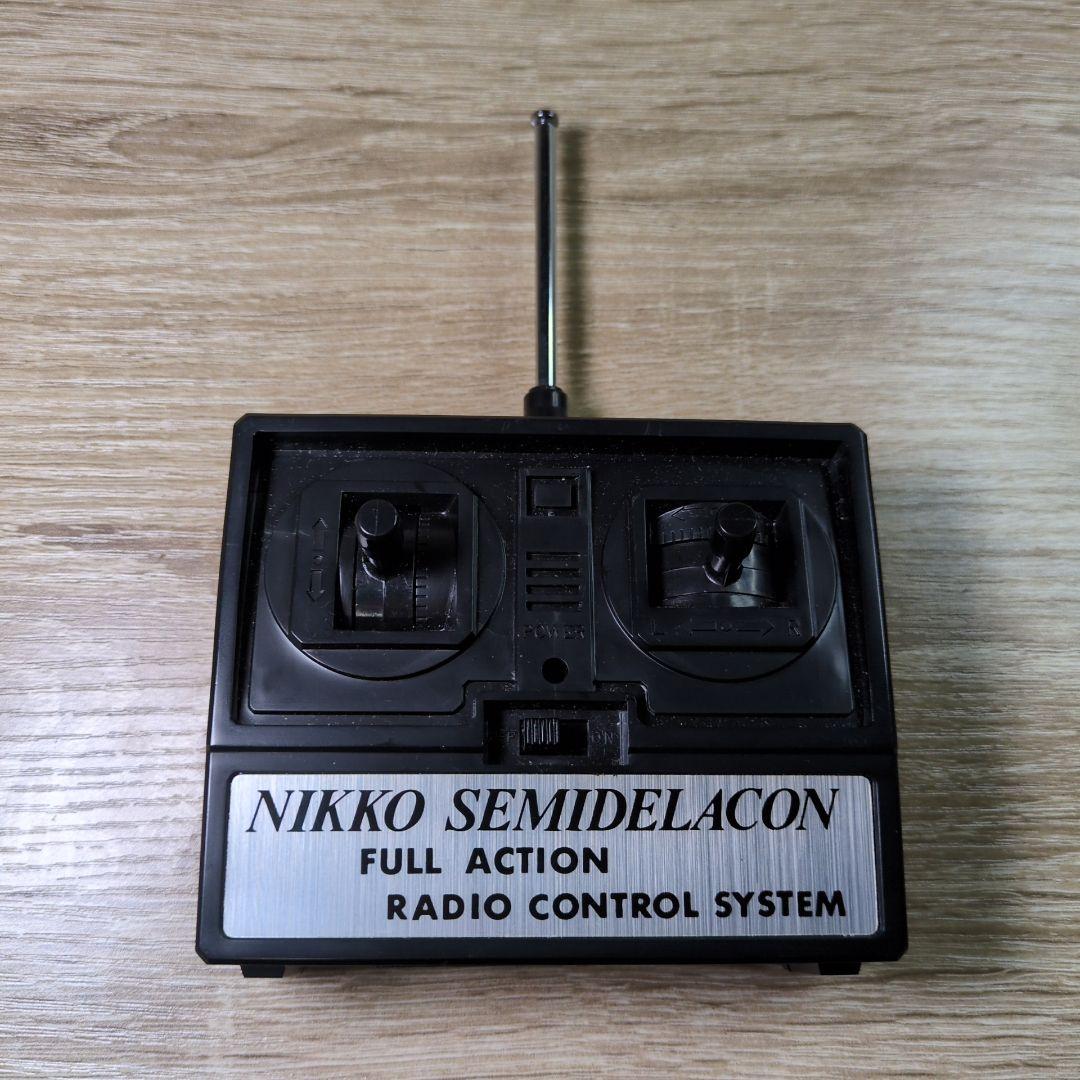 POWER
L R
ON
NIKKO SEMIDELACON
FULL ACTION
RADIO CONTROL SYSTEM